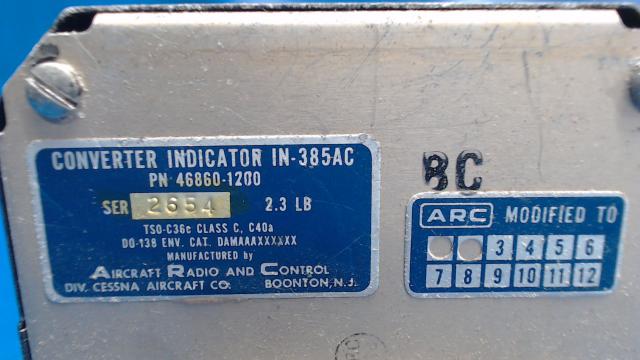 CONVERTER INDICATOR IN-385AC
PN 46860-1200
SER 2654 2.3 LB
TSO-C36c CLASS C, C40a
DO-138 ENV. CAT. DAMAAAXXXXXX
MANUFACTURED BY
AIRCRAFT RADIO AND CONTROL
DIV. CESSNA AIRCRAFT CO. BOONTON, N.J.
BC
ARC MODIFIED TO
3 4 5 6
7 8 9 10 11 12